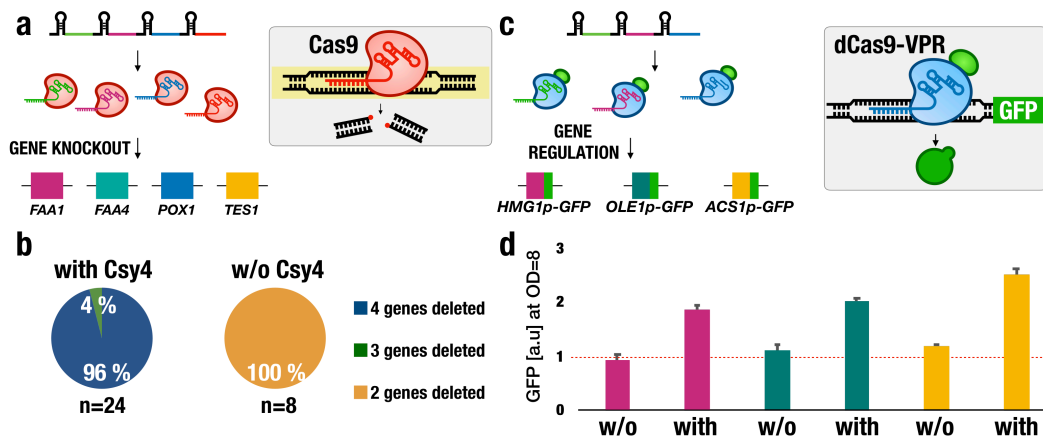 a
Cas9
GENE KNOCKOUT
FAA1 FAA4 POX1 TES1
b
with Csy4
4 %
96 %
n=24
w/o Csy4
100 %
n=8
4 genes deleted
3 genes deleted
2 genes deleted
c
dCas9-VPR
GFP
GENE
REGULATION
HMG1p-GFP OLE1p-GFP ACS1p-GFP
d
GFP [a.u] at OD=8
3
2
1
0
w/o with w/o with w/o with